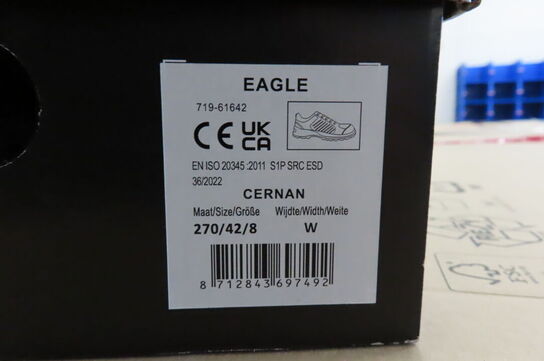 EAGLE
719-61642
CE UK CA
EN ISO 20345:2011 S1P SRC ESD
36/2022
CERNAN
Maat/Size/Größe Wijdte/Width/Weite
270/42/8 W
8 712843 697492